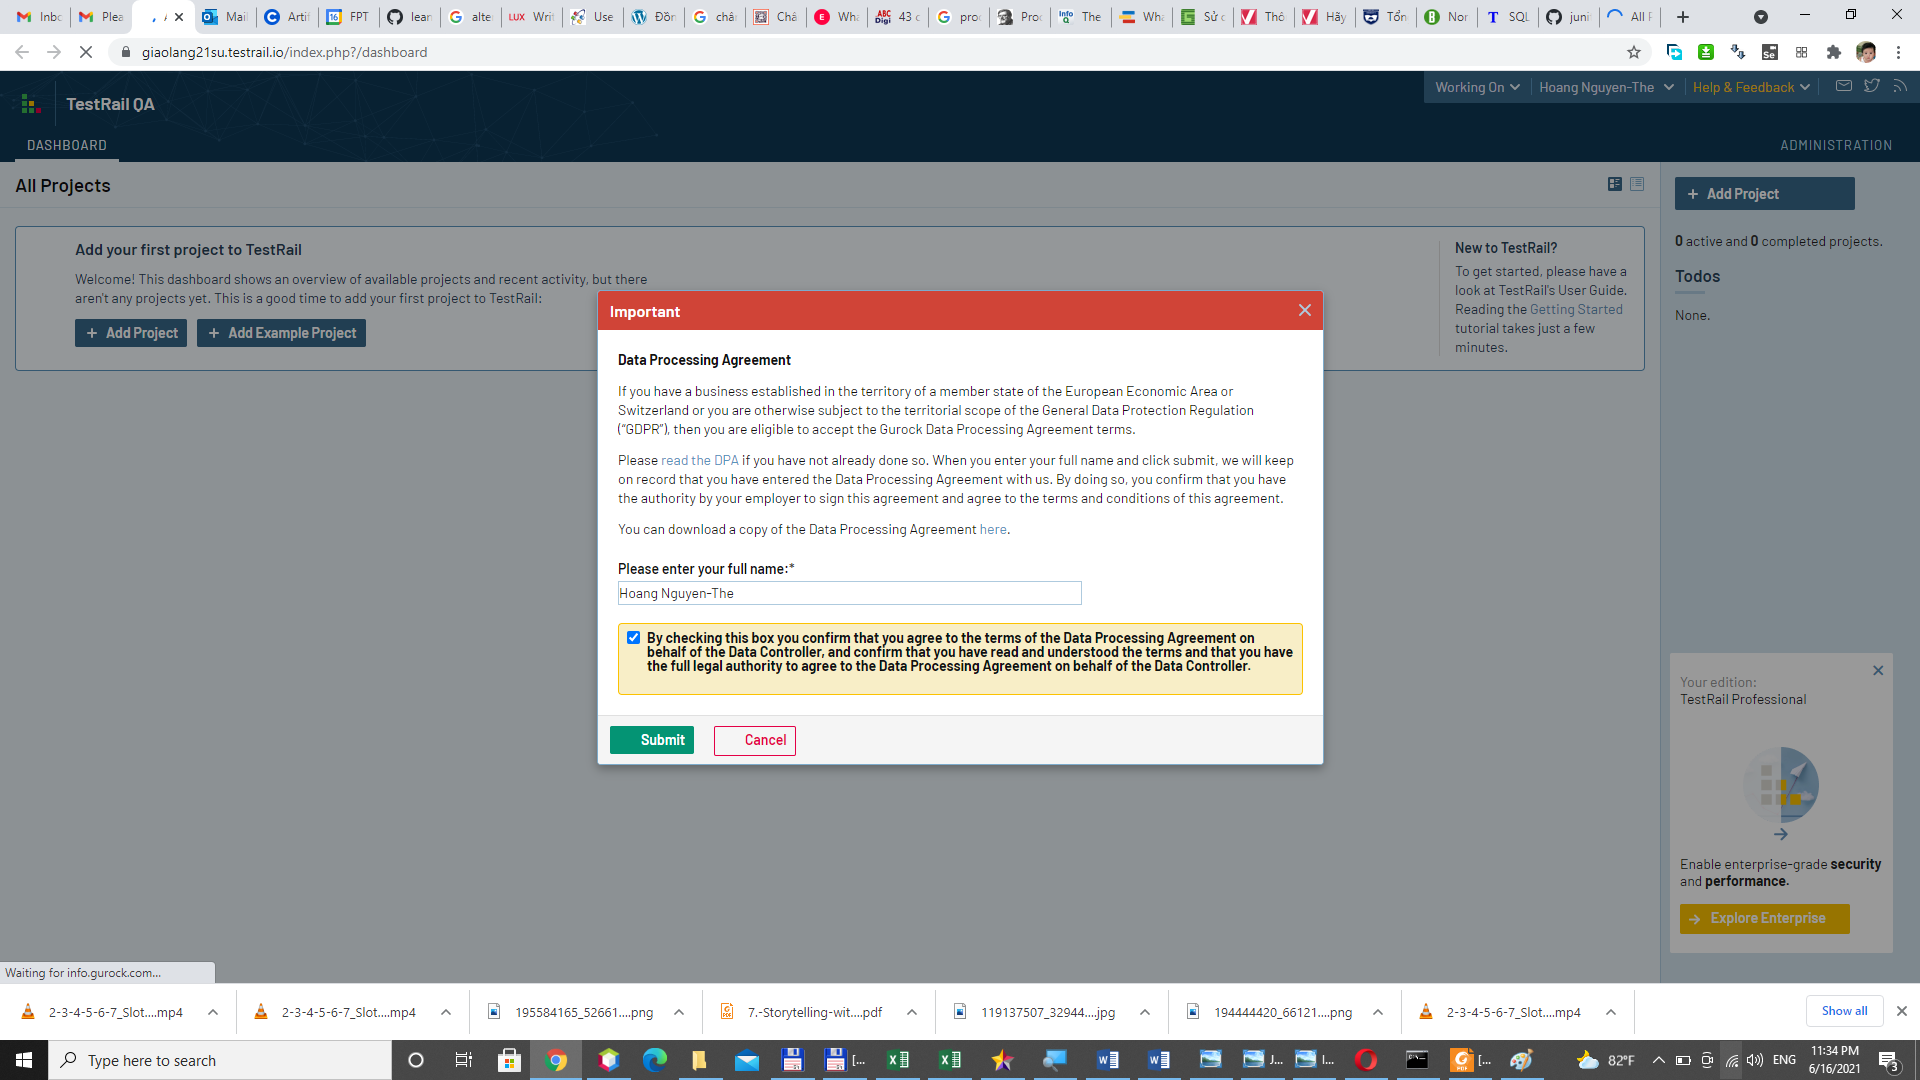 Inbc
Plea
A
Mail
Artif
FPT
lear
alte
Writ
Use
Đồn
châ
Châ
Wha
43 c
proc
Proc
The
Wha
Sử c
Thô
Hãy
Tổn
Nor
SQL
juni
All F
giaolang21su.testrail.io/index.php?/dashboard
TestRail QA
Working On
Hoang Nguyen-The
Help & Feedback
DASHBOARD
ADMINISTRATION
All Projects
+ Add Project
Add your first project to TestRail
Welcome! This dashboard shows an overview of available projects and recent activity, but there
aren't any projects yet. This is a good time to add your first project to TestRail:
+ Add Project
+ Add Example Project
New to TestRail?
To get started, please have a
look at TestRail's User Guide.
Reading the Getting Started
tutorial takes just a few
minutes.
0 active and 0 completed projects.
Todos
None.
Important
Data Processing Agreement
If you have a business established in the territory of a member state of the European Economic Area or
Switzerland or you are otherwise subject to the territorial scope of the General Data Protection Regulation
(“GDPR”), then you are eligible to accept the Gurock Data Processing Agreement terms.
Please read the DPA if you have not already done so. When you enter your full name and click submit, we will keep
on record that you have entered the Data Processing Agreement with us. By doing so, you confirm that you have
the authority by your employer to sign this agreement and agree to the terms and conditions of this agreement.
You can download a copy of the Data Processing Agreement here.
Please enter your full name:*
Hoang Nguyen-The
By checking this box you confirm that you agree to the terms of the Data Processing Agreement on
behalf of the Data Controller, and confirm that you have read and understood the terms and that you have
the full legal authority to agree to the Data Processing Agreement on behalf of the Data Controller.
Submit
Cancel
Your edition:
TestRail Professional
Enable enterprise-grade security
and performance.
Explore Enterprise
Waiting for info.gurock.com...
2-3-4-5-6-7_Slot....mp4
2-3-4-5-6-7_Slot....mp4
195584165_52661....png
7.-Storytelling-wit....pdf
119137507_32944....jpg
194444420_66121....png
2-3-4-5-6-7_Slot....mp4
Show all
Type here to search
[...
J...
I...
[...
82°F
ENG
11:34 PM
6/16/2021
3